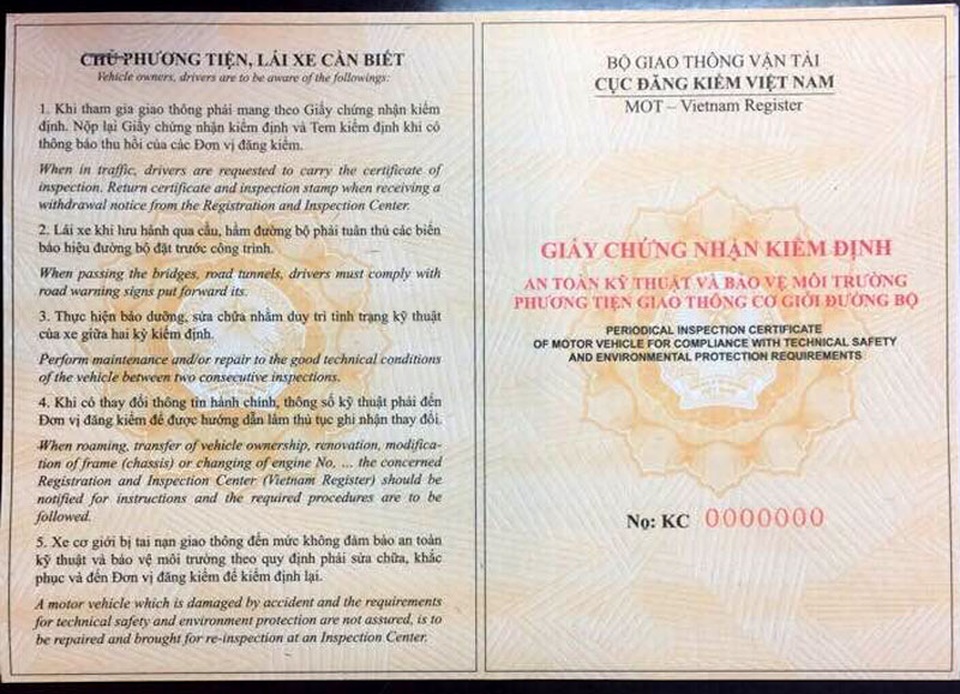 CHỦ PHƯƠNG TIỆN, LÁI XE CẦN BIẾT
Vehicle owners, drivers are to be aware of the followings:
1. Khi tham gia giao thông phải mang theo Giấy chứng nhận kiểm
định. Nộp lại Giấy chứng nhận kiểm định và Tem kiểm định khi có
thông báo thu hồi của các Đơn vị đăng kiểm.
When in traffic, drivers are requested to carry the certificate of
inspection. Return certificate and inspection stamp when receiving a
withdrawal notice from the Registration and Inspection Center.
2. Lái xe khi lưu hành qua cầu, hầm đường bộ phải tuân thủ các biển
báo hiệu đường bộ đặt trước công trình.
When passing the bridges, road tunnels, drivers must comply with
road warning signs put forward its.
3. Thực hiện bảo dưỡng, sửa chữa nhằm duy trì tình trạng kỹ thuật
của xe giữa hai kỳ kiểm định.
Perform maintenance and/or repair to the good technical conditions
of the vehicle between two consecutive inspections.
4. Khi có thay đổi thông tin hành chính, thông số kỹ thuật phải đến
Đơn vị đăng kiểm để được hướng dẫn làm thủ tục ghi nhận thay đổi.
When roaming, transfer of vehicle ownership, renovation, modifica-
tion of frame (chassis) or changing of engine No, ... the concerned
Registration and Inspection Center (Vietnam Register) should be
notified for instructions and the required procedures are to be
followed.
5. Xe cơ giới bị tai nạn giao thông đến mức không đảm bảo an toàn
kỹ thuật và bảo vệ môi trường theo quy định phải sửa chữa, khắc
phục và đến Đơn vị đăng kiểm để kiểm định lại.
A motor vehicle which is damaged by accident and the requirements
for technical safety and environment protection are not assured, is to
be repaired and brought for re-inspection at an Inspection Center.
BỘ GIAO THÔNG VẬN TẢI
CỤC ĐĂNG KIỂM VIỆT NAM
MOT – Vietnam Register
GIẤY CHỨNG NHẬN KIỂM ĐỊNH
AN TOÀN KỸ THUẬT VÀ BẢO VỆ MÔI TRƯỜNG
PHƯƠNG TIỆN GIAO THÔNG CƠ GIỚI ĐƯỜNG BỘ
PERIODICAL INSPECTION CERTIFICATE
OF MOTOR VEHICLE FOR COMPLIANCE WITH TECHNICAL SAFETY
AND ENVIRONMENTAL PROTECTION REQUIREMENTS
Nọ: KC 0000000